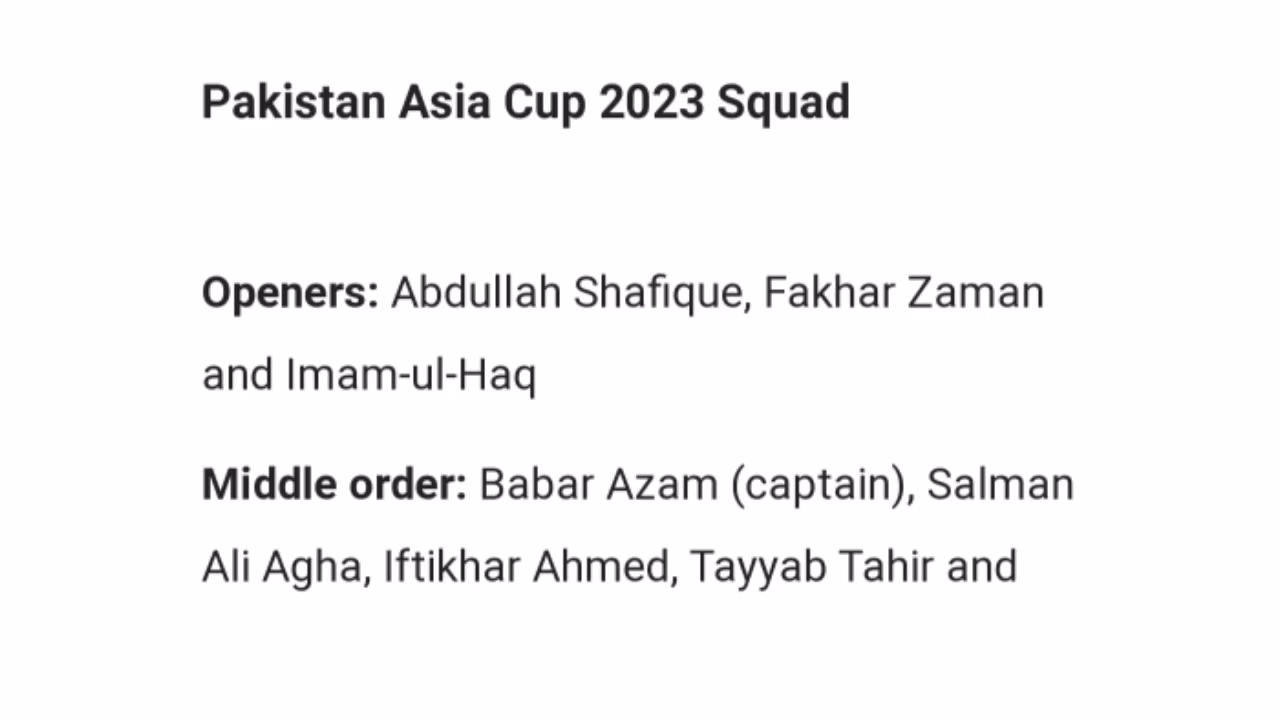 Pakistan Asia Cup 2023 Squad
Openers: Abdullah Shafique, Fakhar Zaman
and Imam-ul-Haq
Middle order: Babar Azam (captain), Salman
Ali Agha, Iftikhar Ahmed, Tayyab Tahir and